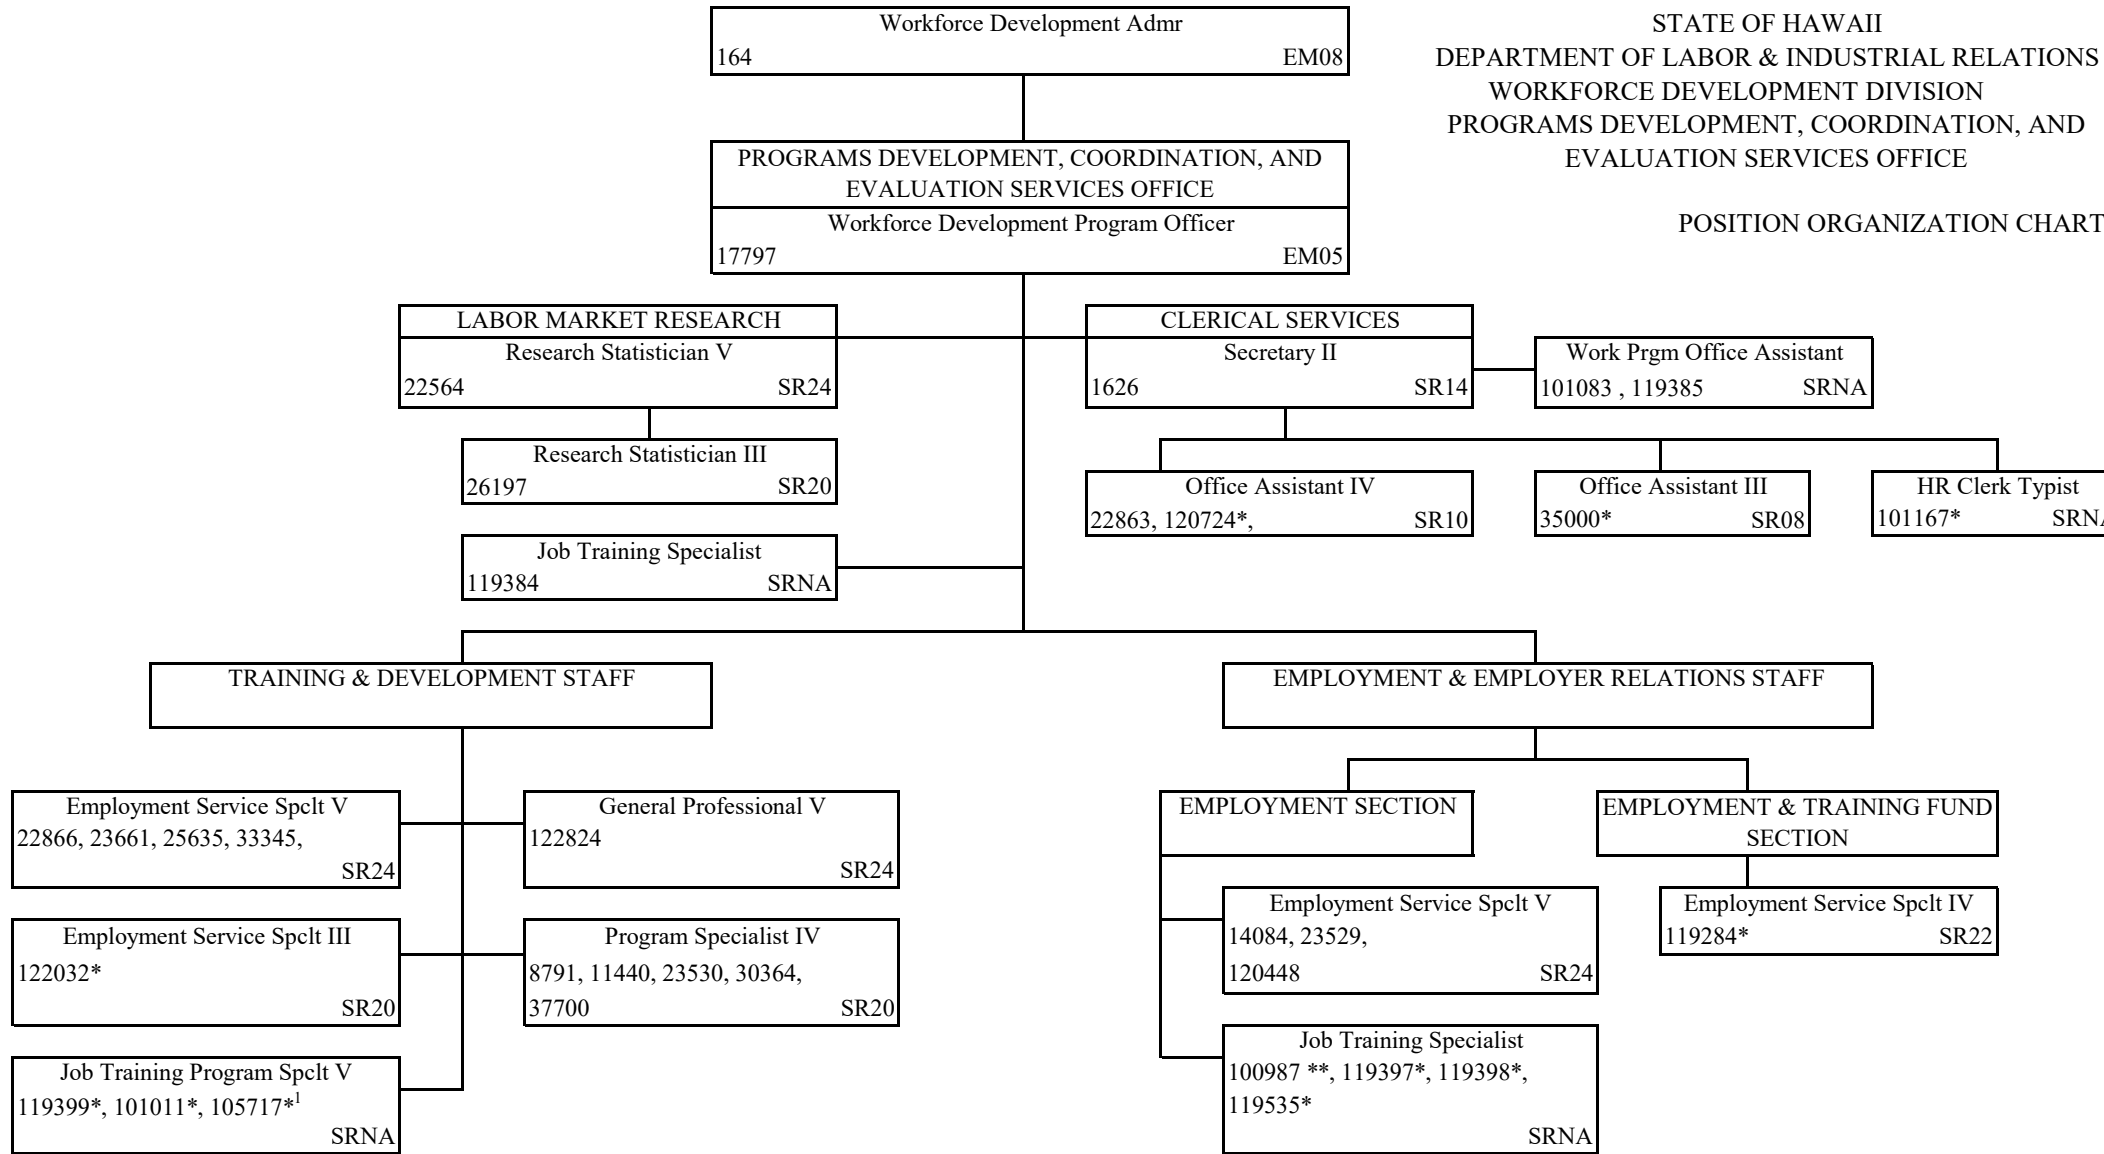 Workforce Development Admr
164 EM08
STATE OF HAWAII
DEPARTMENT OF LABOR & INDUSTRIAL RELATIONS
WORKFORCE DEVELOPMENT DIVISION
PROGRAMS DEVELOPMENT, COORDINATION, AND
EVALUATION SERVICES OFFICE
POSITION ORGANIZATION CHART
PROGRAMS DEVELOPMENT, COORDINATION, AND
EVALUATION SERVICES OFFICE
Workforce Development Program Officer
17797 EM05
LABOR MARKET RESEARCH
Research Statistician V
22564 SR24
CLERICAL SERVICES
Secretary II
1626 SR14
Work Prgm Office Assistant
101083 , 119385 SRNA
Research Statistician III
26197 SR20
Office Assistant IV
22863, 120724*, SR10
Office Assistant III
35000* SR08
HR Clerk Typist
101167* SRNA
Job Training Specialist
119384 SRNA
TRAINING & DEVELOPMENT STAFF
EMPLOYMENT & EMPLOYER RELATIONS STAFF
Employment Service Spclt V
22866, 23661, 25635, 33345,
SR24
General Professional V
122824
SR24
EMPLOYMENT SECTION
EMPLOYMENT & TRAINING FUND
SECTION
Employment Service Spclt III
122032*
SR20
Program Specialist IV
8791, 11440, 23530, 30364,
37700 SR20
Employment Service Spclt V
14084, 23529,
120448 SR24
Employment Service Spclt IV
119284* SR22
Job Training Program Spclt V
119399*, 101011*, 105717*¹
SRNA
Job Training Specialist
100987 **, 119397*, 119398*,
119535*
SRNA